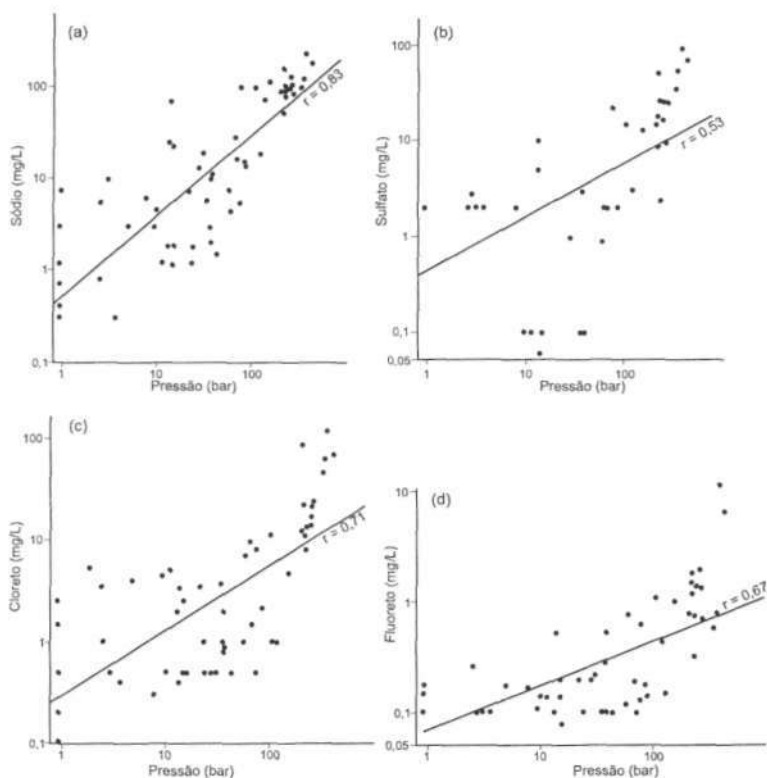 (a)
Sódio (mg/L)
100
10
1
0,1
r = 0,83
1
10
100
Pressão (bar)
(b)
Sulfato (mg/L)
100
10
1
0,1
0,05
r = 0,53
1
10
100
Pressão (bar)
(c)
Cloreto (mg/L)
100
10
1
0,1
r = 0,71
1
10
100
Pressão (bar)
(d)
Fluoreto (mg/L)
10
1
0,1
0,05
r = 0,67
1
10
100
Pressão (bar)